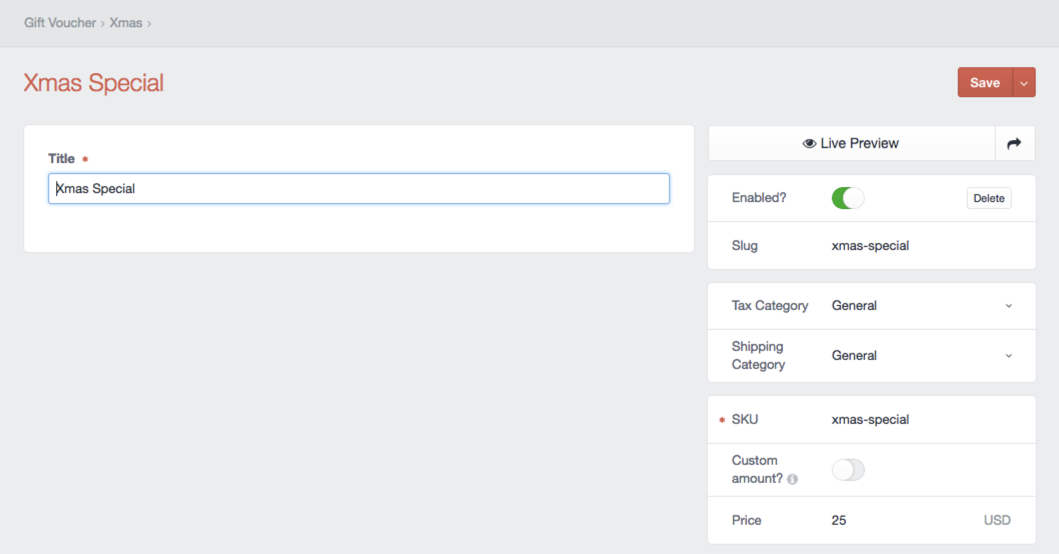 Gift Voucher › Xmas ›
Xmas Special
Save
Title *
Xmas Special
Live Preview
Enabled?
Delete
Slug
xmas-special
Tax Category
General
Shipping
Category
General
* SKU
xmas-special
Custom
amount?
Price
25
USD